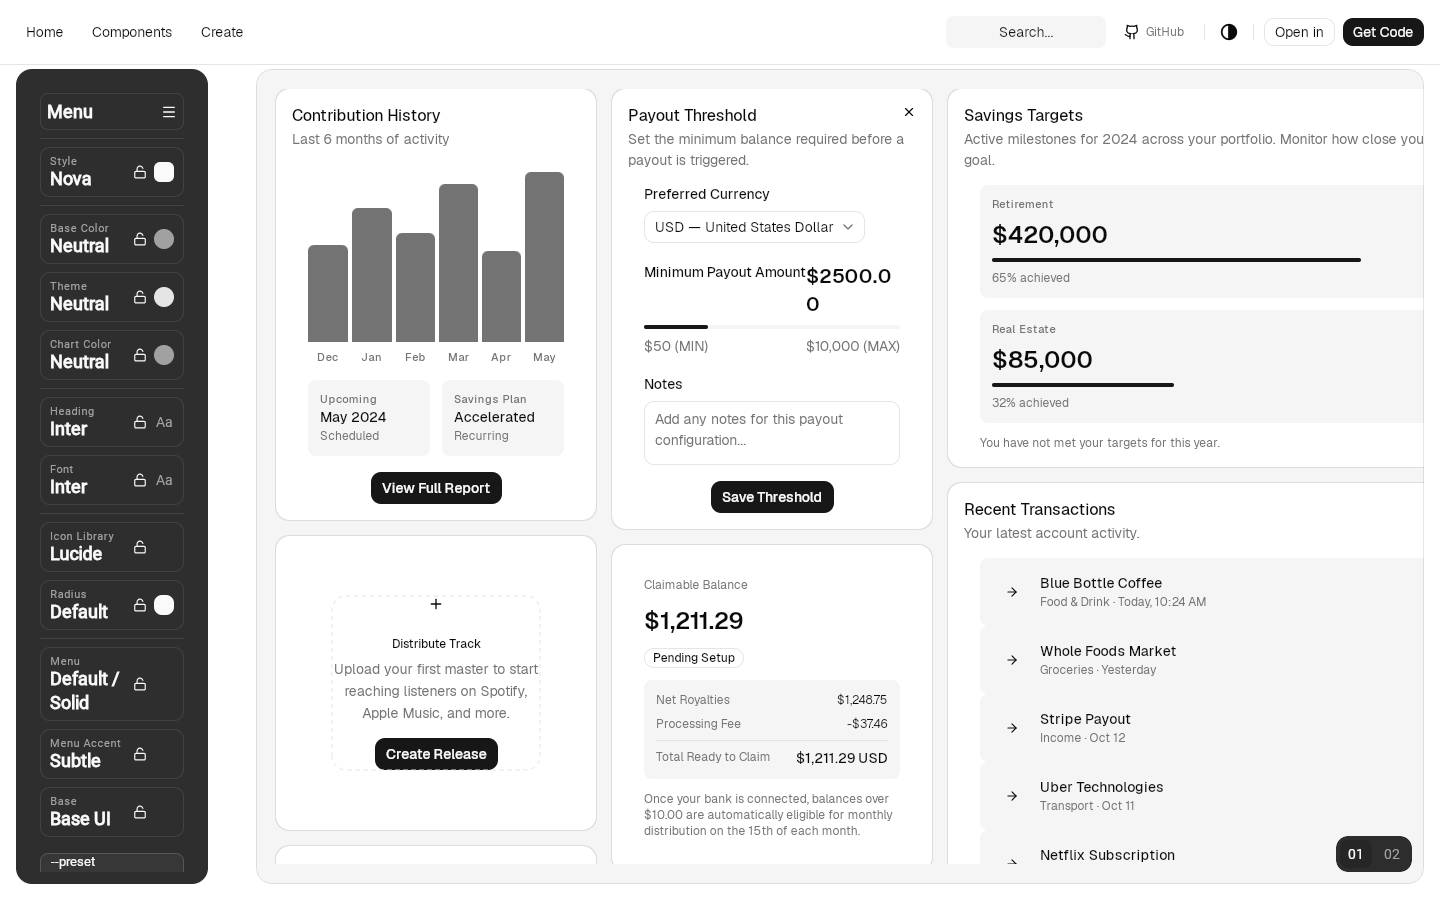 Home
Components
Create
Search...
GitHub
Open in
Get Code
Menu
Style
Nova
Base Color
Neutral
Theme
Neutral
Chart Color
Neutral
Heading
Inter
Aa
Font
Inter
Aa
Icon Library
Lucide
Radius
Default
Menu
Default /
Solid
Menu Accent
Subtle
Base
Base UI
--preset
Contribution History
Last 6 months of activity
Dec Jan Feb Mar Apr May
Upcoming
May 2024
Scheduled
Savings Plan
Accelerated
Recurring
View Full Report
Distribute Track
Upload your first master to start
reaching listeners on Spotify,
Apple Music, and more.
Create Release
Payout Threshold
Set the minimum balance required before a
payout is triggered.
Preferred Currency
USD — United States Dollar
Minimum Payout Amount
$2500.0
0
$50 (MIN)
$10,000 (MAX)
Notes
Add any notes for this payout
configuration...
Save Threshold
Claimable Balance
$1,211.29
Pending Setup
Net Royalties $1,248.75
Processing Fee -$37.46
Total Ready to Claim $1,211.29 USD
Once your bank is connected, balances over
$10.00 are automatically eligible for monthly
distribution on the 15th of each month.
Savings Targets
Active milestones for 2024 across your portfolio. Monitor how close you
goal.
Retirement
$420,000
65% achieved
Real Estate
$85,000
32% achieved
You have not met your targets for this year.
Recent Transactions
Your latest account activity.
Blue Bottle Coffee
Food & Drink · Today, 10:24 AM
Whole Foods Market
Groceries · Yesterday
Stripe Payout
Income · Oct 12
Uber Technologies
Transport · Oct 11
Netflix Subscription
01 02